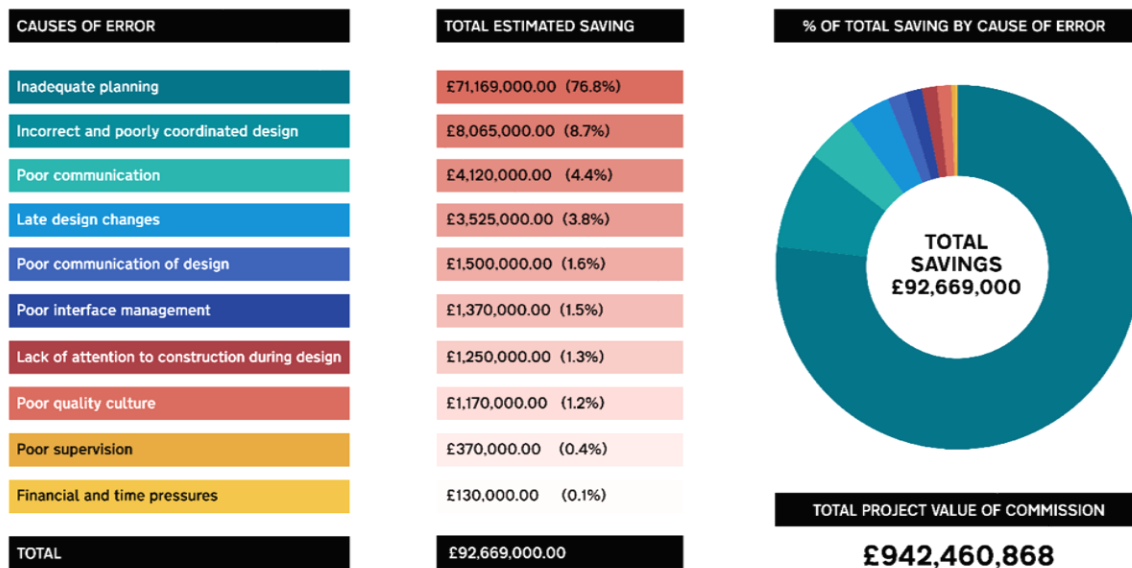 CAUSES OF ERROR TOTAL ESTIMATED SAVING % OF TOTAL SAVING BY CAUSE OF ERROR
Inadequate planning £71,169,000.00 (76.8%)
Incorrect and poorly coordinated design £8,065,000.00 (8.7%)
Poor communication £4,120,000.00 (4.4%)
Late design changes £3,525,000.00 (3.8%)
Poor communication of design £1,500,000.00 (1.6%)
Poor interface management £1,370,000.00 (1.5%)
Lack of attention to construction during design £1,250,000.00 (1.3%)
Poor quality culture £1,170,000.00 (1.2%)
Poor supervision £370,000.00 (0.4%)
Financial and time pressures £130,000.00 (0.1%)
TOTAL £92,669,000.00
TOTAL
SAVINGS
£92,669,000
TOTAL PROJECT VALUE OF COMMISSION
£942,460,868